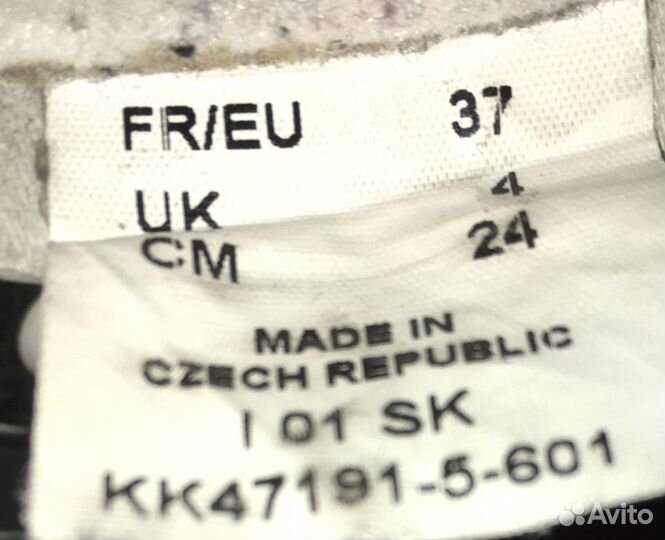 FR/EU 37
UK 4
CM 24
MADE IN
CZECH REPUBLIC
I 01 SK
KK47191-5-601
Avito